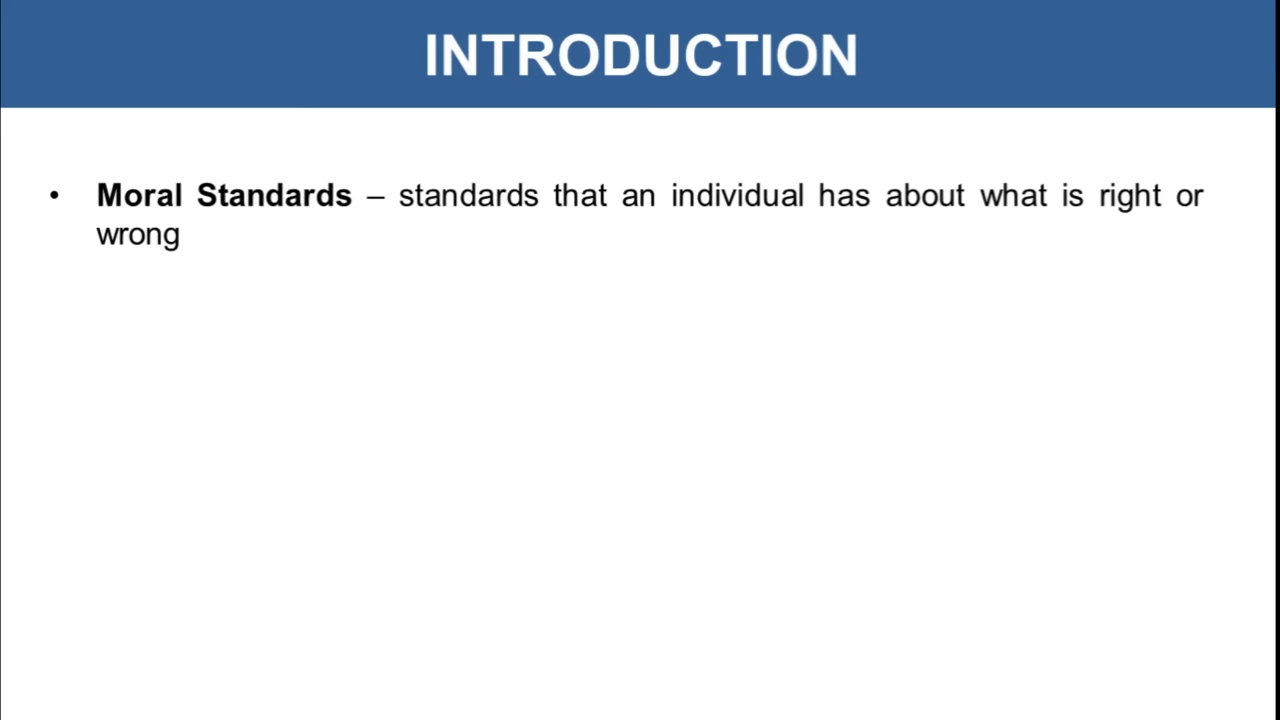 INTRODUCTION
• Moral Standards – standards that an individual has about what is right or
wrong